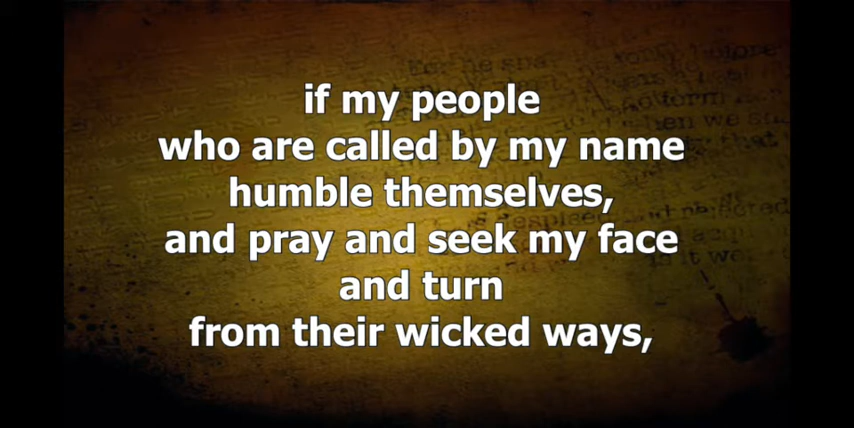 if my people
who are called by my name
humble themselves,
and pray and seek my face
and turn
from their wicked ways,